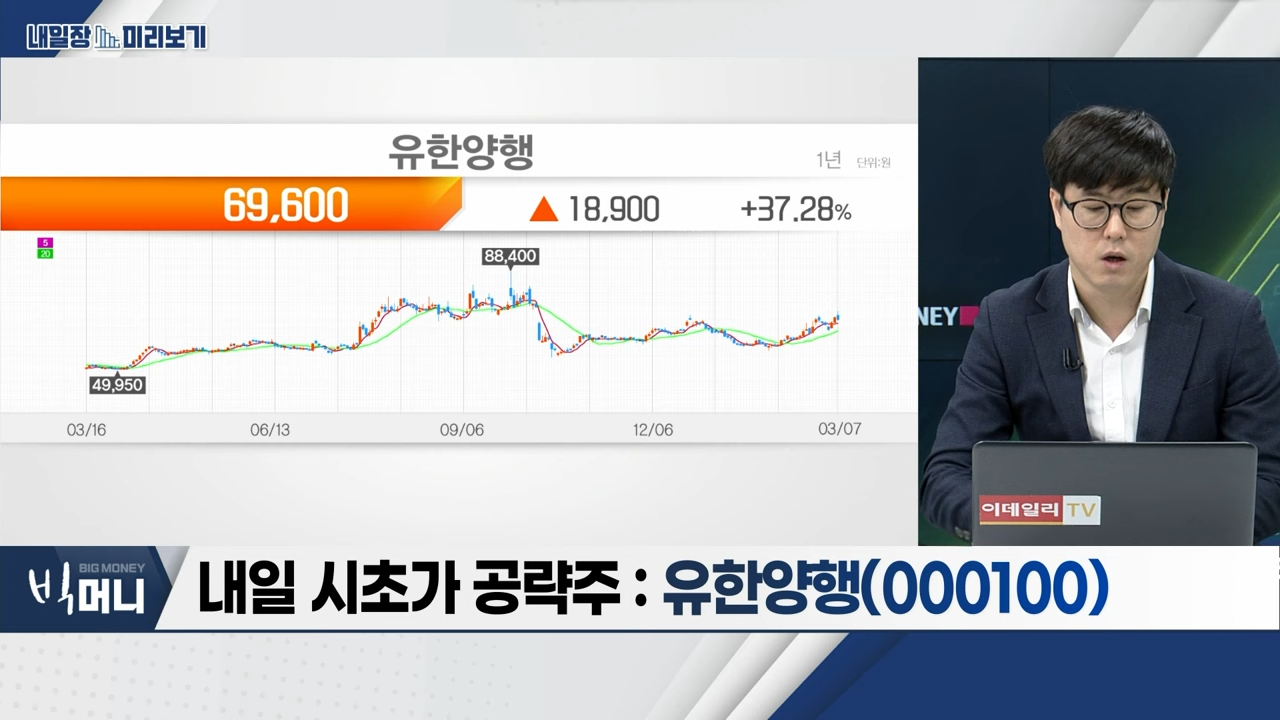 내일장 미리보기
유한양행
1년 단위:원
69,600 ▲ 18,900 +37.28%
5
20
88,400
49,950
03/16 06/13 09/06 12/06 03/07
NEY
이데일리 TV
BIG MONEY
빅머니
내일 시초가 공략주 : 유한양행(000100)